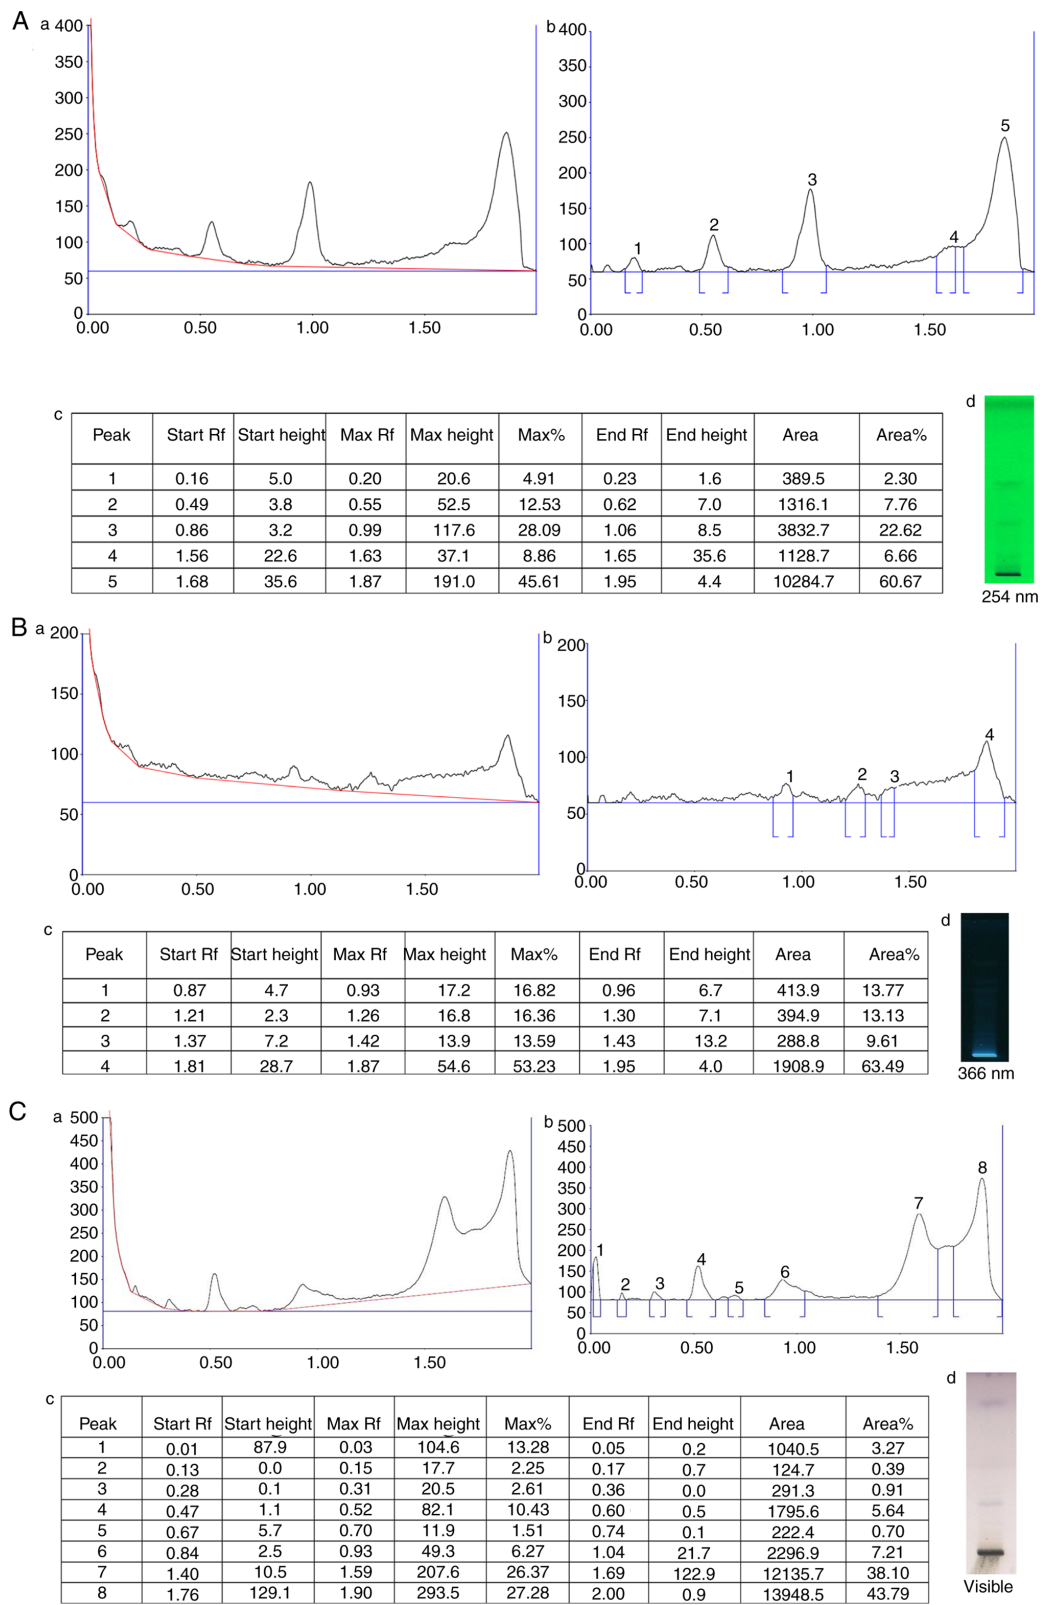 A
a
400
350
300
250
200
150
100
50
0
0.00 0.50 1.00 1.50
b
400
350
300
250
200
150
100
50
0
1 2 3 4 5
0.00 0.50 1.00 1.50
c
Peak Start Rf Start height Max Rf Max height Max% End Rf End height Area Area%
1 0.16 5.0 0.20 20.6 4.91 0.23 1.6 389.5 2.30
2 0.49 3.8 0.55 52.5 12.53 0.62 7.0 1316.1 7.76
3 0.86 3.2 0.99 117.6 28.09 1.06 8.5 3832.7 22.62
4 1.56 22.6 1.63 37.1 8.86 1.65 35.6 1128.7 6.66
5 1.68 35.6 1.87 191.0 45.61 1.95 4.4 10284.7 60.67
d
254 nm
B
a
200
150
100
50
0
0.00 0.50 1.00 1.50
b
200
150
100
50
0
1 2 3 4
0.00 0.50 1.00 1.50
c
Peak Start Rf Start height Max Rf Max height Max% End Rf End height Area Area%
1 0.87 4.7 0.93 17.2 16.82 0.96 6.7 413.9 13.77
2 1.21 2.3 1.26 16.8 16.36 1.30 7.1 394.9 13.13
3 1.37 7.2 1.42 13.9 13.59 1.43 13.2 288.8 9.61
4 1.81 28.7 1.87 54.6 53.23 1.95 4.0 1908.9 63.49
d
366 nm
C
a
500
450
400
350
300
250
200
150
100
50
0
0.00 0.50 1.00 1.50
b
500
400
350
300
250
200
150
100
50
0
1 2 3 4 5 6 7 8
0.00 0.50 1.00 1.50
c
Peak Start Rf Start height Max Rf Max height Max% End Rf End height Area Area%
1 0.01 87.9 0.03 104.6 13.28 0.05 0.2 1040.5 3.27
2 0.13 0.0 0.15 17.7 2.25 0.17 0.7 124.7 0.39
3 0.28 0.1 0.31 20.5 2.61 0.36 0.0 291.3 0.91
4 0.47 1.1 0.52 82.1 10.43 0.60 0.5 1795.6 5.64
5 0.67 5.7 0.70 11.9 1.51 0.74 0.1 222.4 0.70
6 0.84 2.5 0.93 49.3 6.27 1.04 21.7 2296.9 7.21
7 1.40 10.5 1.59 207.6 26.37 1.69 122.9 12135.7 38.10
8 1.76 129.1 1.90 293.5 27.28 2.00 0.9 13948.5 43.79
d
Visible